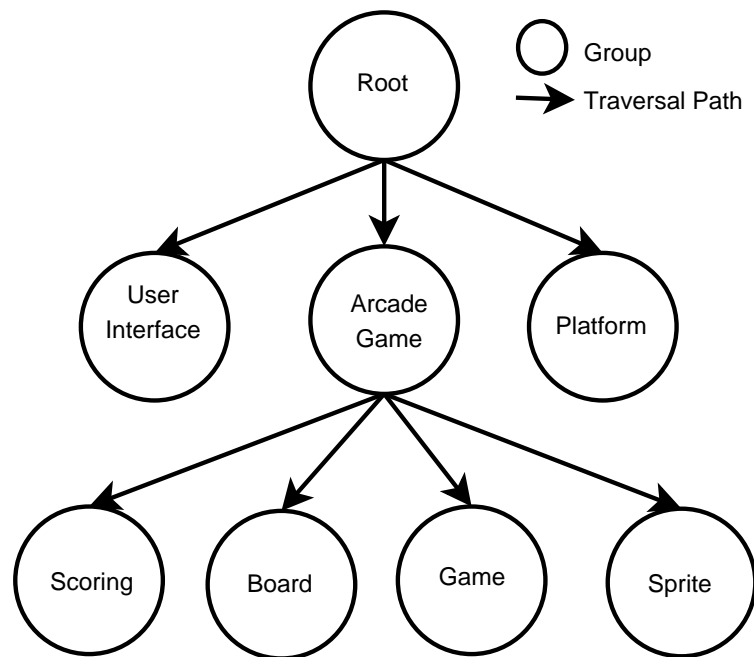 Root
Group
Traversal Path
User
Interface
Arcade
Game
Platform
Scoring
Board
Game
Sprite